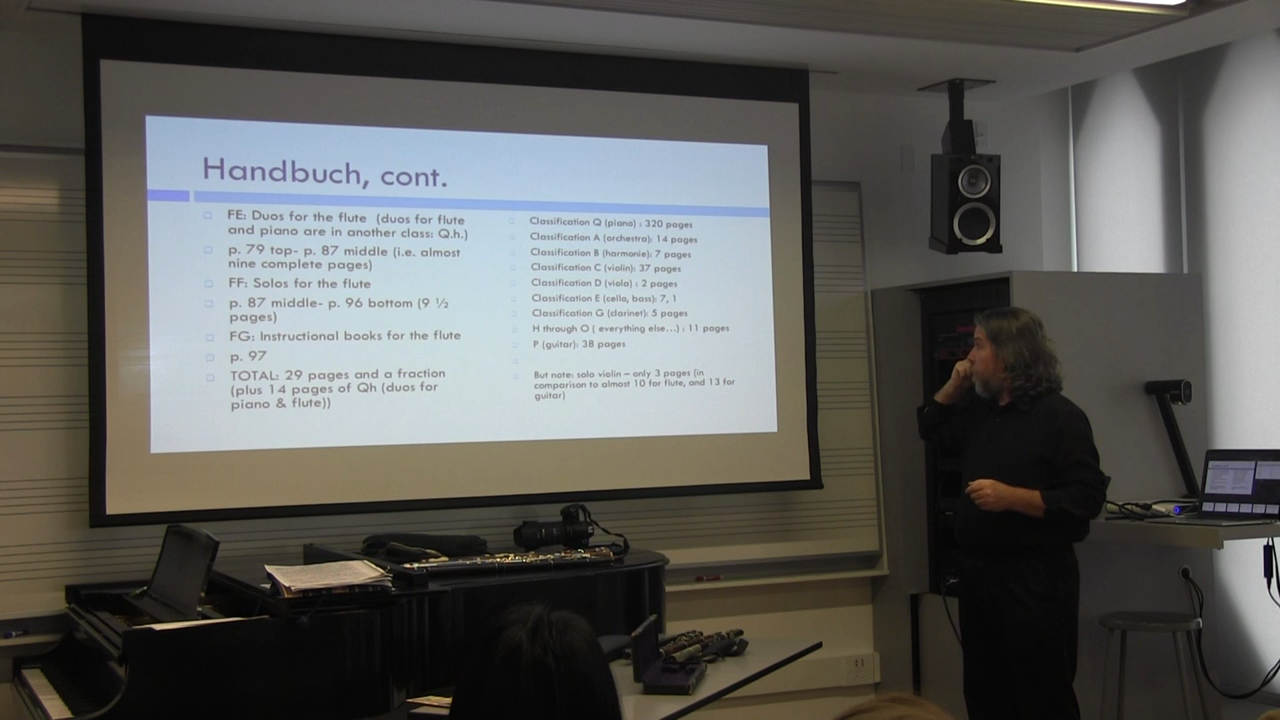 Handbuch, cont.
FE: Duos for the flute (duos for flute
and piano are in another class: Q.h.)
p. 79 top- p. 87 middle (i.e. almost
nine complete pages)
FF: Solos for the flute
p. 87 middle- p. 96 bottom (9 ½
pages)
FG: Instructional books for the flute
p. 97
TOTAL: 29 pages and a fraction
(plus 14 pages of Qh (duos for
piano & flute))
Classification Q (piano) : 320 pages
Classification A (orchestra): 14 pages
Classification B (harmonie): 7 pages
Classification C (violin): 37 pages
Classification D (viola) : 2 pages
Classification E (cello, bass): 7, 1
Classification G (clarinet): 5 pages
H through O ( everything else…) : 11 pages
P (guitar): 38 pages
But note: solo violin – only 3 pages (in
comparison to almost 10 for flute, and 13 for
guitar)